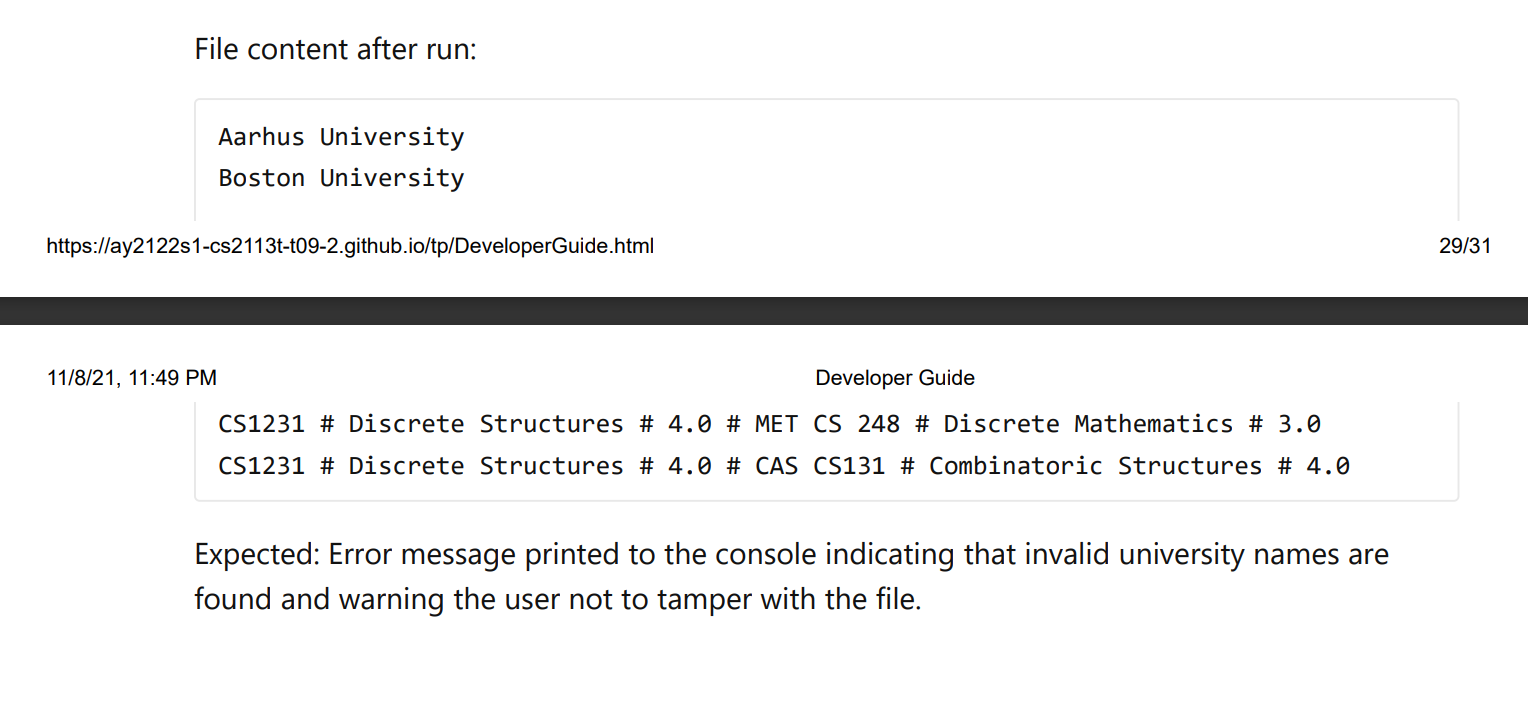 File content after run:
Aarhus University
Boston University
https://ay2122s1-cs2113t-t09-2.github.io/tp/DeveloperGuide.html 29/31
11/8/21, 11:49 PM Developer Guide
CS1231 # Discrete Structures # 4.0 # MET CS 248 # Discrete Mathematics # 3.0
CS1231 # Discrete Structures # 4.0 # CAS CS131 # Combinatoric Structures # 4.0
Expected: Error message printed to the console indicating that invalid university names are
found and warning the user not to tamper with the file.